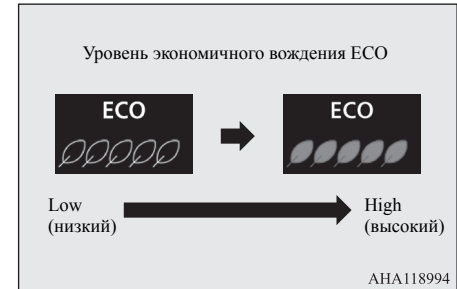 Уровень экономичного вождения ECO
ECO
ECO
Low
(низкий)
High
(высокий)
AHA118994